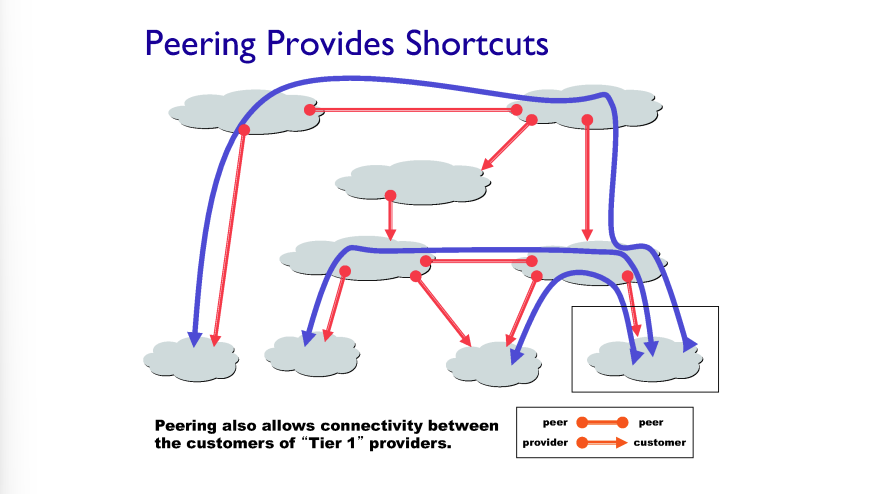 Peering Provides Shortcuts
Peering also allows connectivity between
the customers of “Tier 1” providers.
peer peer
provider customer